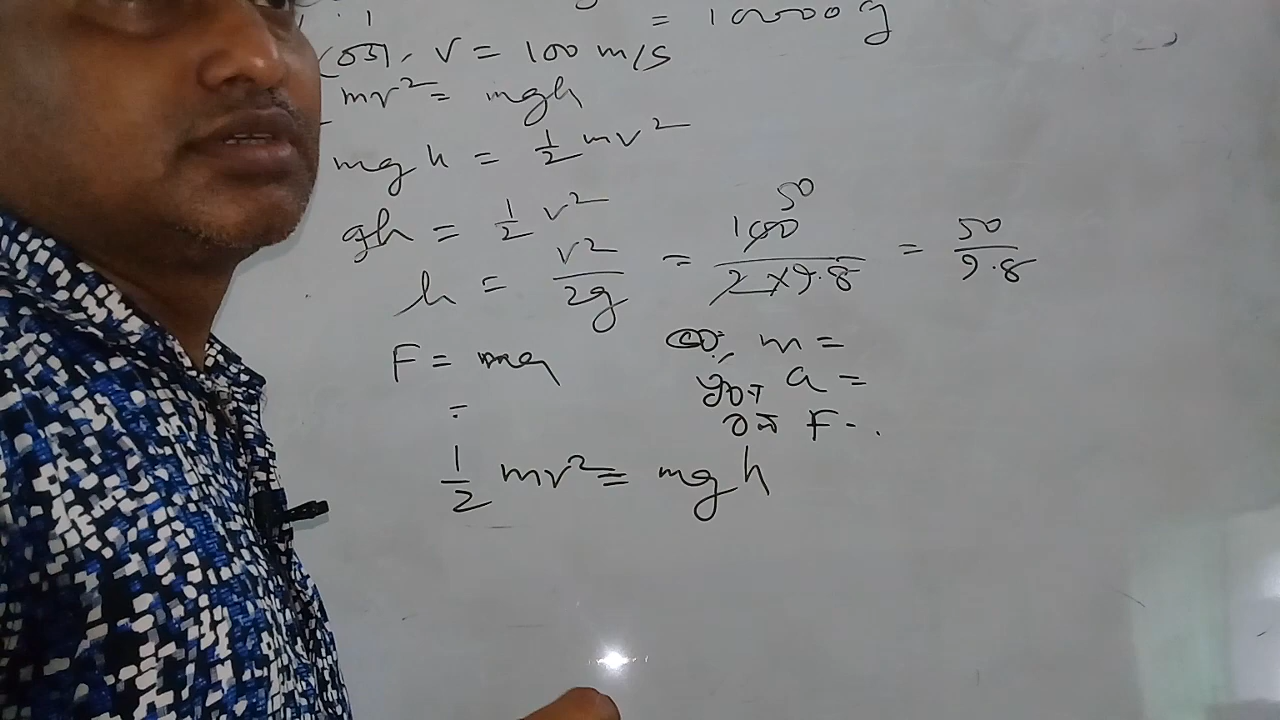 = 10000 g
v = 100 m/s
mv² = mgh
mgh = 1/2 mv²
gh = 1/2 v²
h = v²/2g = 100 50/2×9.8 = 50/9.8
F = ma m =
= a =
F = .
1/2 mv² = mgh